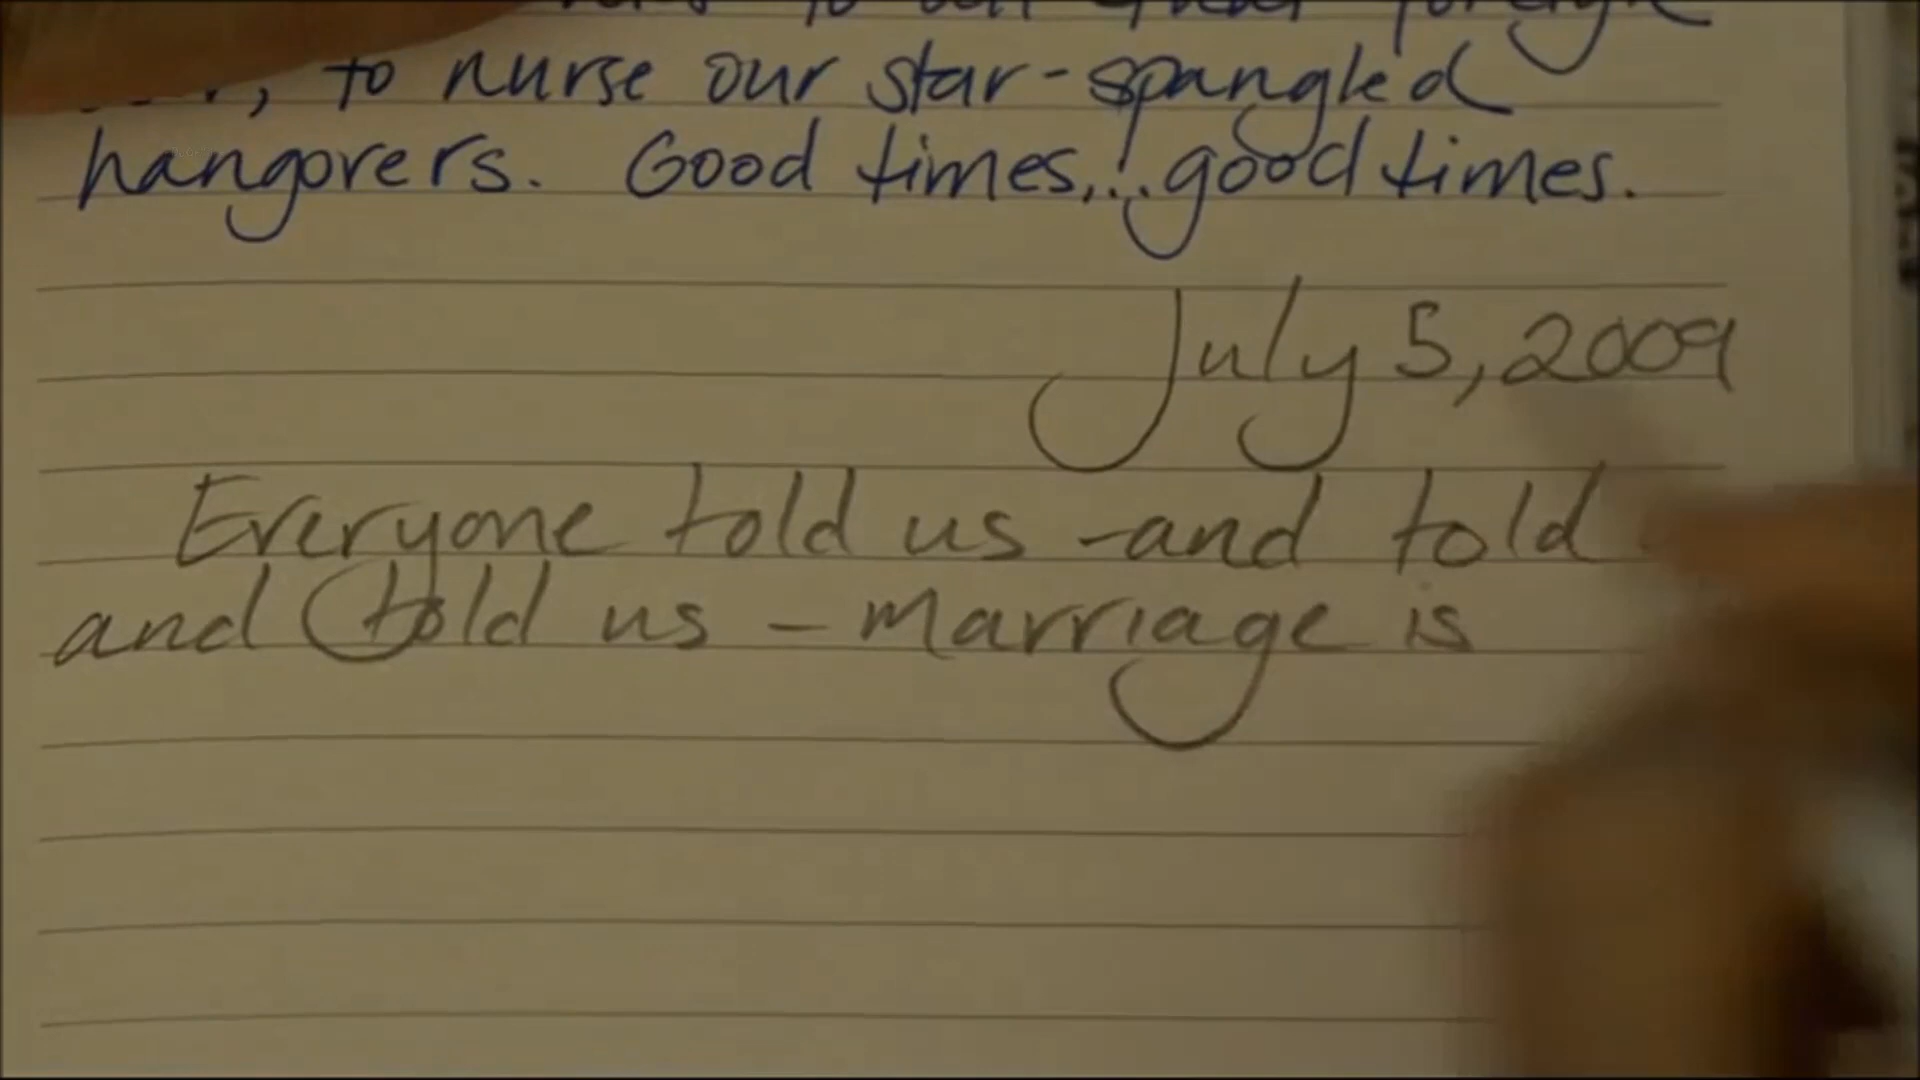 to nurse our star-spangled
hangovers. Good times,...good times.
July 5, 2009
Everyone told us - and told
and told us - Marriage is